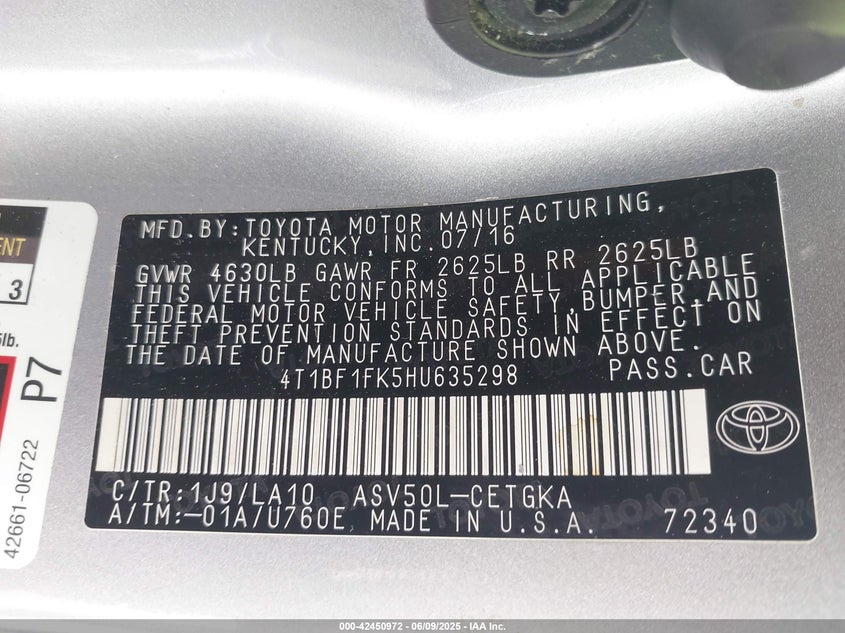 ENT
3
lb.
P7
42661-06722
MFD.BY:TOYOTA MOTOR MANUFACTURING,
KENTUCKY,INC.07/16
GVWR 4630LB GAWR FR 2625LB RR 2625LB
THIS VEHICLE CONFORMS TO ALL APPLICABLE
FEDERAL MOTOR VEHICLE SAFETY,BUMPER,AND
THEFT PREVENTION STANDARDS IN EFFECT ON
THE DATE OF MANUFACTURE SHOWN ABOVE.
4T1BF1FK5HU635298 PASS.CAR
C/TR:1J9/LA10 ASV50L-CETGKA
A/TM:-01A/U760E, MADE IN U.S.A. 72340
000-42450972 - 06/09/2025 - IAA Inc.